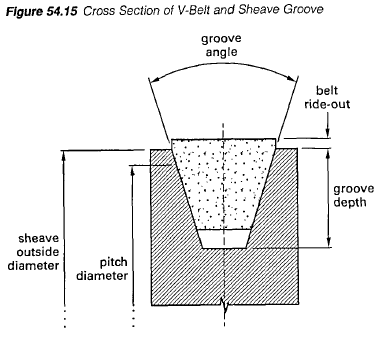 Figure 54.15 Cross Section of V-Belt and Sheave Groove
groove
angle
belt
ride-out
groove
depth
sheave
outside
diameter
pitch
diameter